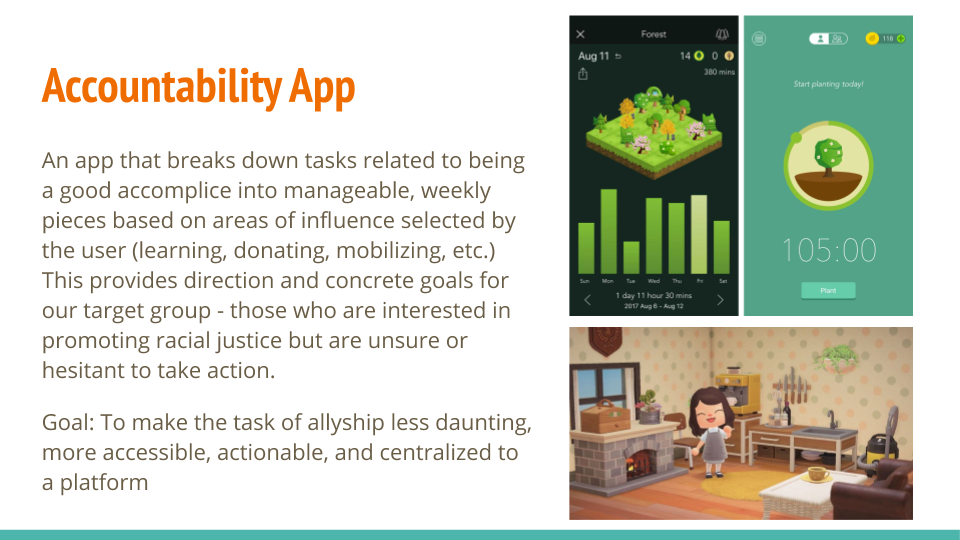 Accountability App
An app that breaks down tasks related to being
a good accomplice into manageable, weekly
pieces based on areas of influence selected by
the user (learning, donating, mobilizing, etc.)
This provides direction and concrete goals for
our target group - those who are interested in
promoting racial justice but are unsure or
hesitant to take action.
Goal: To make the task of allyship less daunting,
more accessible, actionable, and centralized to
a platform
Forest
Aug 11
14 0
380 mins
Sun Mon Tue Wed Thu Fri Sat
1 day 11 hour 30 mins
2017 Aug 6 - Aug 12
118
Start planting today!
105:00
Plant